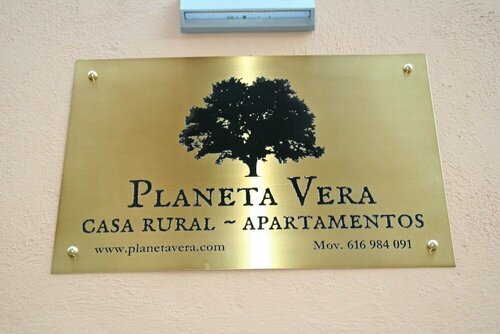 PLANETA VERA
CASA RURAL ~ APARTAMENTOS
www.planetavera.com Mov. 616 984 091